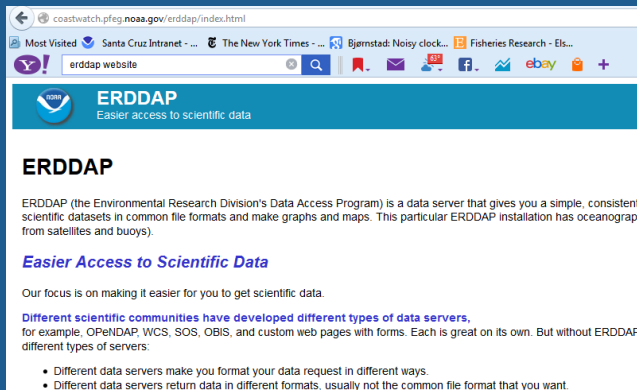 coastwatch.pfeg.noaa.gov/erddap/index.html
Most Visited Santa Cruz Intranet - ... The New York Times - ... Bjørnstad: Noisy clock... Fisheries Research - Els...
Y! erddap website 83° ebay
NOAA
ERDDAP
Easier access to scientific data
ERDDAP
ERDDAP (the Environmental Research Division's Data Access Program) is a data server that gives you a simple, consistent
scientific datasets in common file formats and make graphs and maps. This particular ERDDAP installation has oceanograp
from satellites and buoys).
Easier Access to Scientific Data
Our focus is on making it easier for you to get scientific data.
Different scientific communities have developed different types of data servers,
for example, OPeNDAP, WCS, SOS, OBIS, and custom web pages with forms. Each is great on its own. But without ERDDAP
different types of servers:
• Different data servers make you format your data request in different ways.
• Different data servers return data in different formats, usually not the common file format that you want.